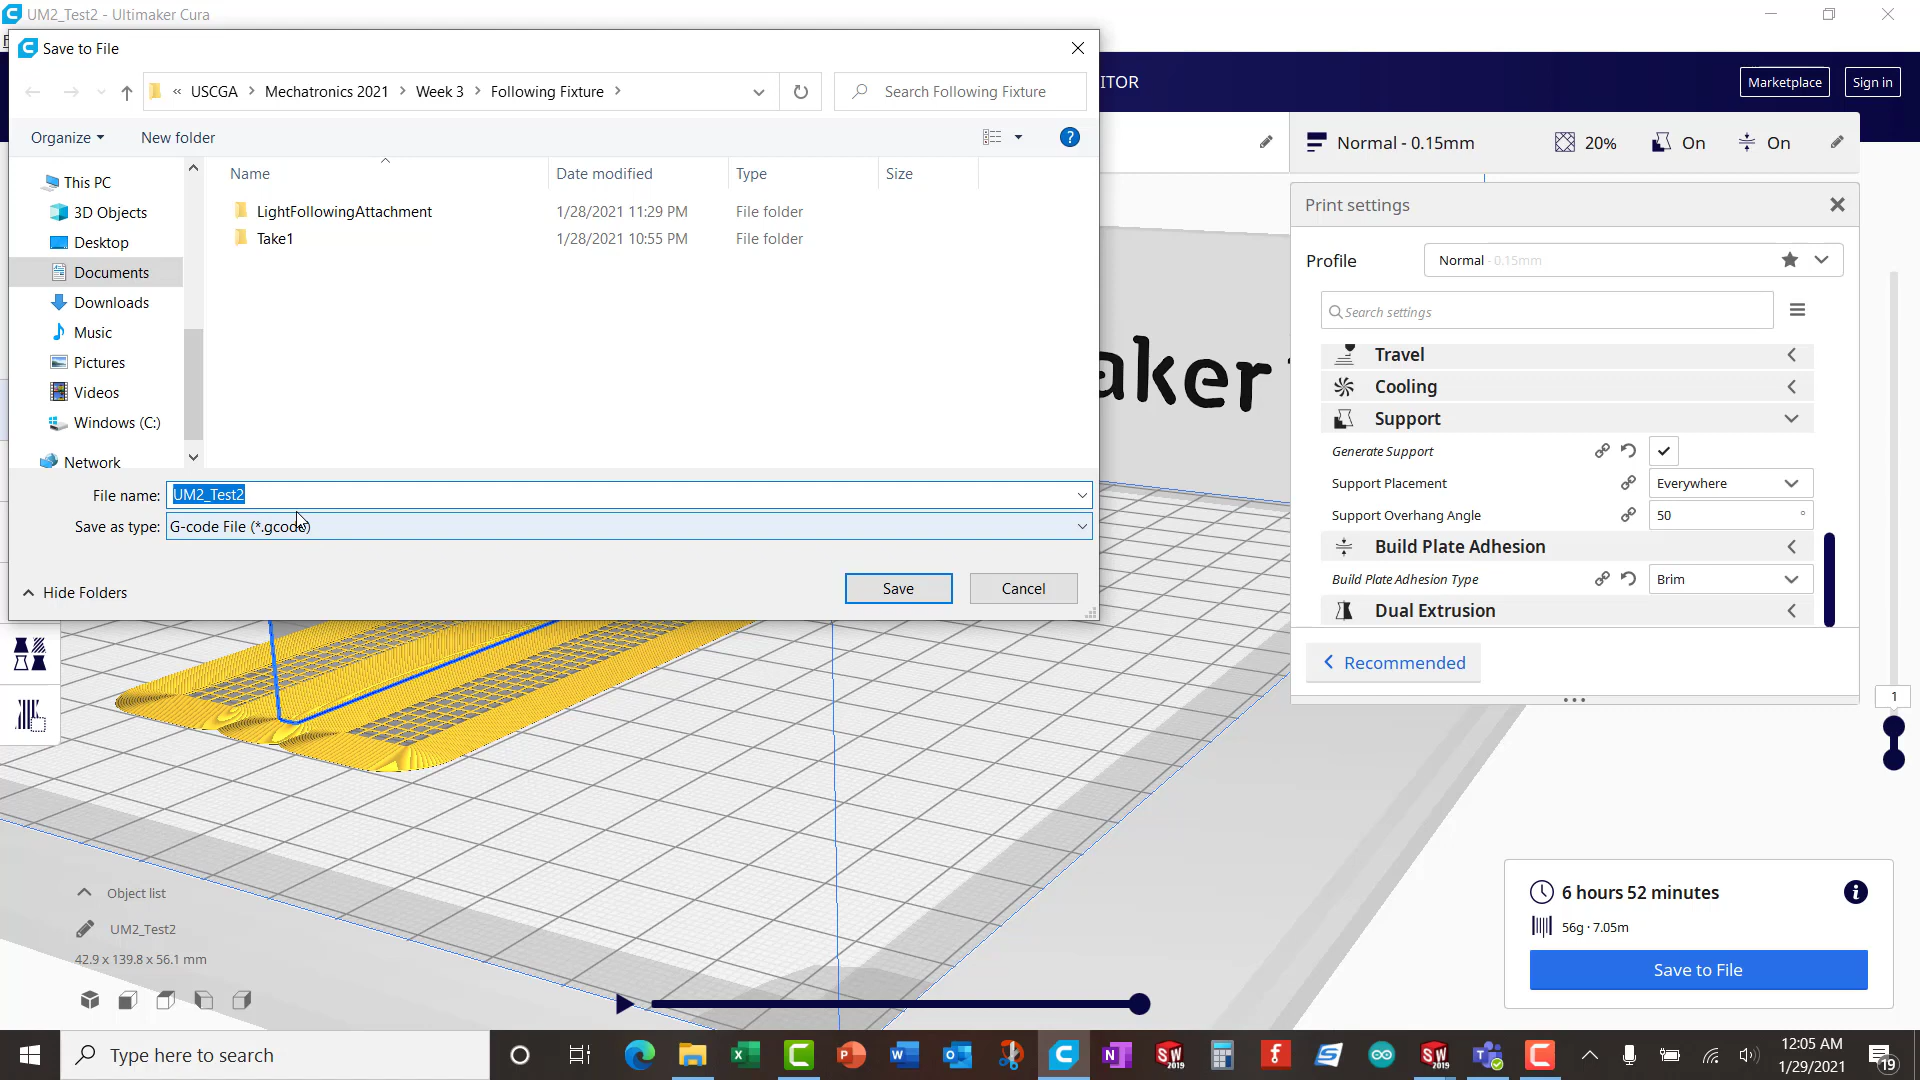 UM2_Test2 - Ultimaker Cura
Save to File
« USCGA > Mechatronics 2021 > Week 3 > Following Fixture >
Search Following Fixture
ITOR
Marketplace
Sign in
Organize
New folder
Normal - 0.15mm
20%
On
On
This PC
3D Objects
Desktop
Documents
Downloads
Music
Pictures
Videos
Windows (C:)
Network
Name
Date modified
Type
Size
LightFollowingAttachment
1/28/2021 11:29 PM
File folder
Take1
1/28/2021 10:55 PM
File folder
File name:
UM2_Test2
Save as type:
G-code File (*.gcode)
Hide Folders
Save
Cancel
aker
Print settings
Profile
Normal - 0.15mm
Search settings
Travel
Cooling
Support
Generate Support
Support Placement
Everywhere
Support Overhang Angle
50 °
Build Plate Adhesion
Build Plate Adhesion Type
Brim
Dual Extrusion
Recommended
1
Object list
UM2_Test2
42.9 x 139.8 x 56.1 mm
6 hours 52 minutes
56g · 7.05m
Save to File
Type here to search
SW
2019
SW
2019
12:05 AM
1/29/2021
19